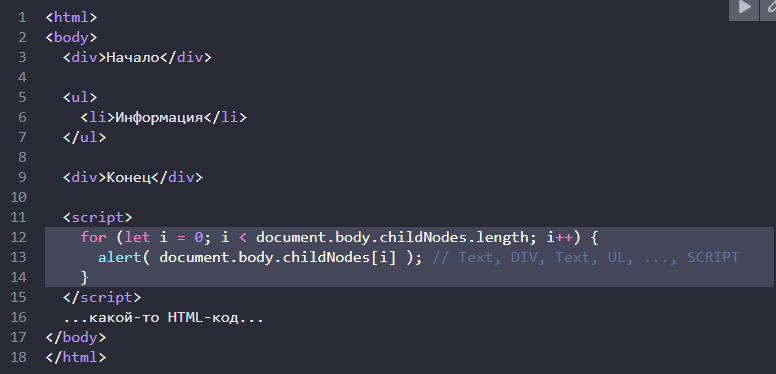 1 <html>
2 <body>
3   <div>Начало</div>
4
5   <ul>
6     <li>Информация</li>
7   </ul>
8
9   <div>Конец</div>
10
11   <script>
12     for (let i = 0; i < document.body.childNodes.length; i++) {
13       alert( document.body.childNodes[i] ); // Text, DIV, Text, UL, ..., SCRIPT
14     }
15   </script>
16   ...какой-то HTML-код...
17 </body>
18 </html>